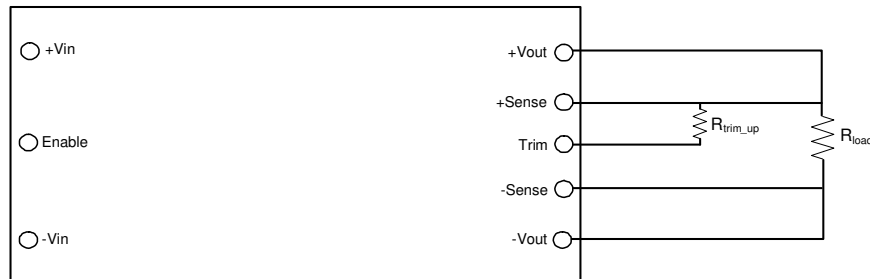 +Vin
Enable
-Vin
+Vout
+Sense
Trim
-Sense
-Vout
Rtrim_up
Rload